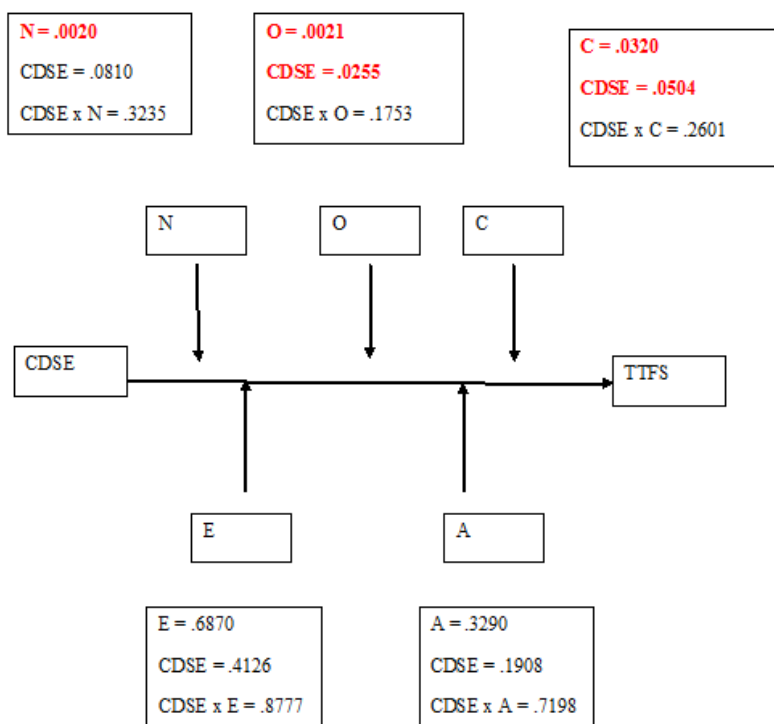 N = .0020
CDSE = .0810
CDSE x N = .3235
O = .0021
CDSE = .0255
CDSE x O = .1753
C = .0320
CDSE = .0504
CDSE x C = .2601
N
O
C
CDSE
TTFS
E
A
E = .6870
CDSE = .4126
CDSE x E = .8777
A = .3290
CDSE = .1908
CDSE x A = .7198